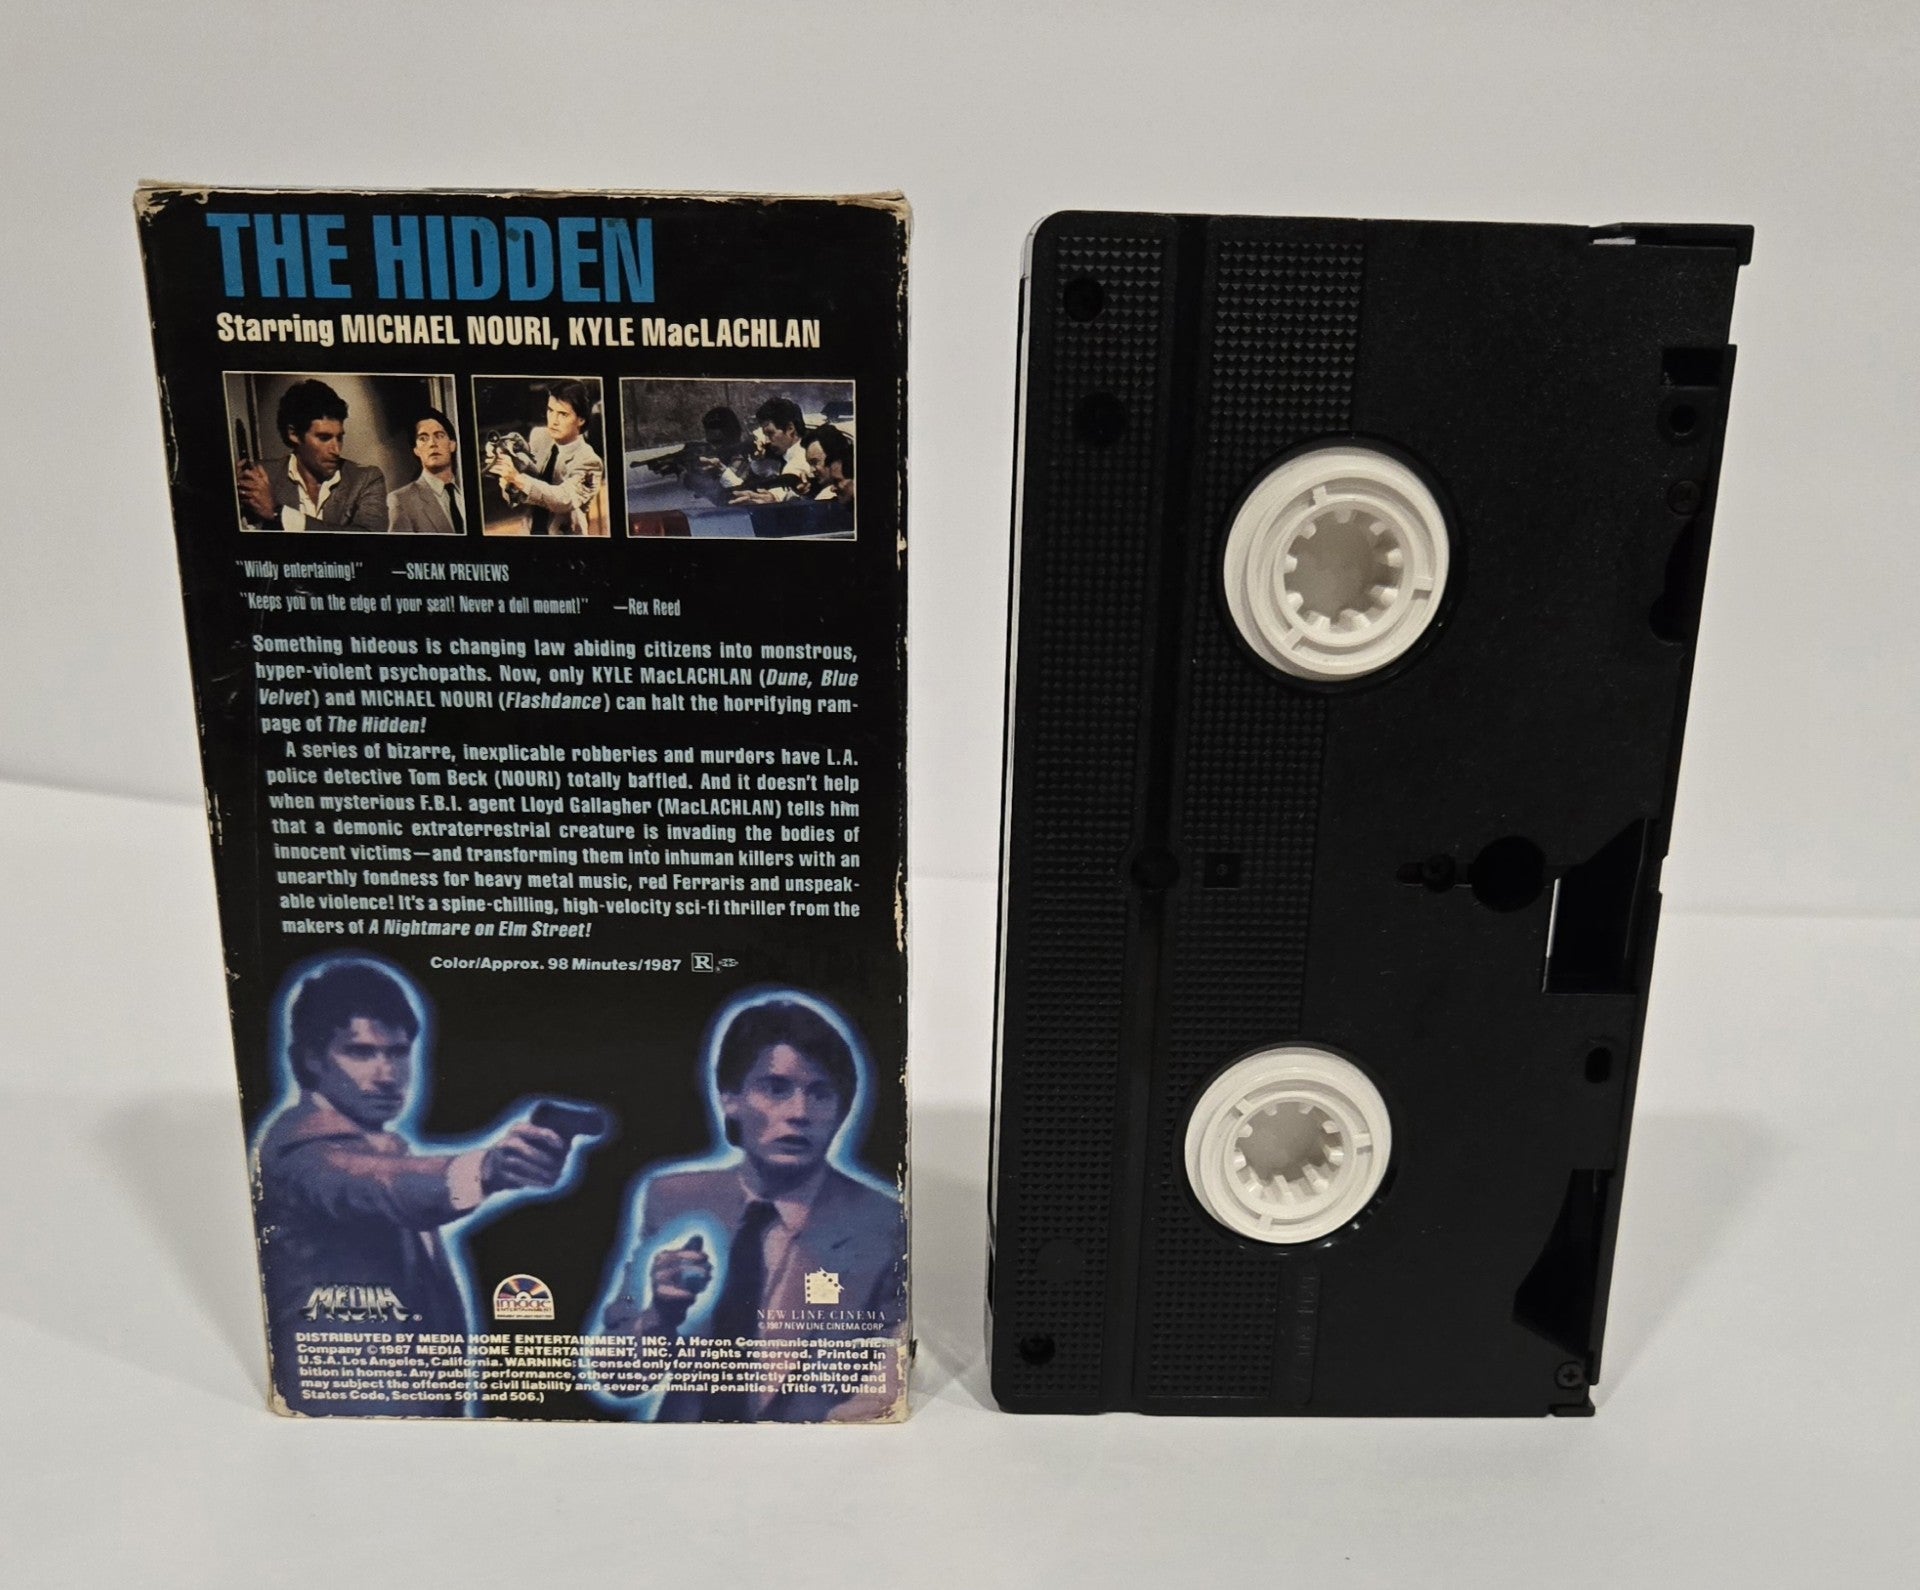 THE HIDDEN
Starring MICHAEL NOURI, KYLE MacLACHLAN
"Wildly entertaining!" —SNEAK PREVIEWS
"Keeps you on the edge of your seat! Never a dull moment!" —Rex Reed
Something hideous is changing law abiding citizens into monstrous,
hyper-violent psychopaths. Now, only KYLE MacLACHLAN (Dune, Blue
Velvet) and MICHAEL NOURI (Flashdance) can halt the horrifying ram-
page of The Hidden!
A series of bizarre, inexplicable robberies and murders have L.A.
police detective Tom Beck (NOURI) totally baffled. And it doesn't help
when mysterious F.B.I. agent Lloyd Gallagher (MacLACHLAN) tells him
that a demonic extraterrestrial creature is invading the bodies of
innocent victims—and transforming them into inhuman killers with an
unearthly fondness for heavy metal music, red Ferraris and unspeak-
able violence! It's a spine-chilling, high-velocity sci-fi thriller from the
makers of A Nightmare on Elm Street!
Color/Approx. 98 Minutes/1987 R
MEDIA®
image
ENTERTAINMENT
NEW LINE CINEMA
© 1987 NEW LINE CINEMA CORP.
DISTRIBUTED BY MEDIA HOME ENTERTAINMENT, INC. A Heron Communications, Inc.
Company ©1987 MEDIA HOME ENTERTAINMENT, INC. All rights reserved. Printed in
U.S.A. Los Angeles, California. WARNING: Licensed only for noncommercial private exhi-
bition in homes. Any public performance, other use, or copying is strictly prohibited and
may subject the offender to civil liability and severe criminal penalties. (Title 17, United
States Code, Sections 501 and 506.)